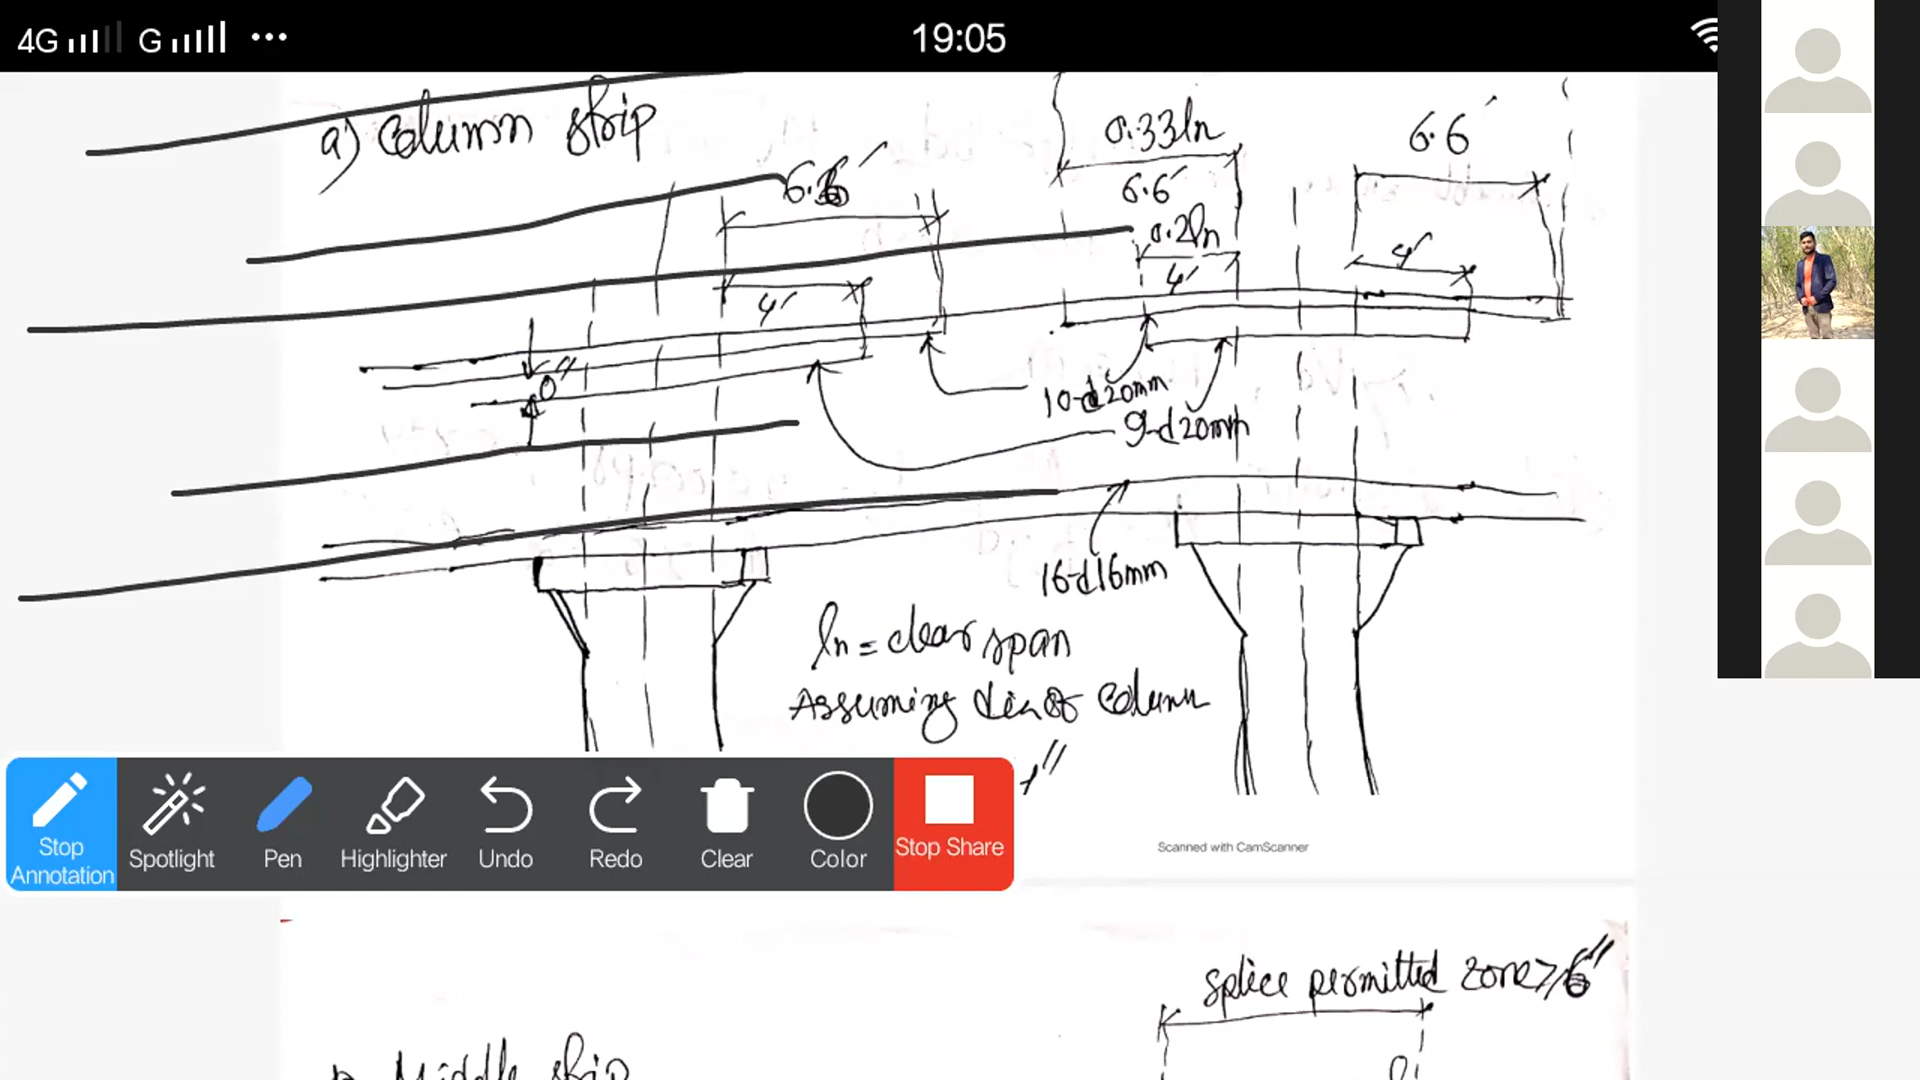 4G G ••• 19:05
a) Column strip
0.33ln
6.6'
6.6'
6.6'
0.2ln
4'
4'
4'
10-d20mm
9-d20mm
16-d16mm
ln = clear span
Assuming dia of column
Stop Annotation
Spotlight
Pen
Highlighter
Undo
Redo
Clear
Color
Stop Share
Scanned with CamScanner
splice permitted zone
Middle strip